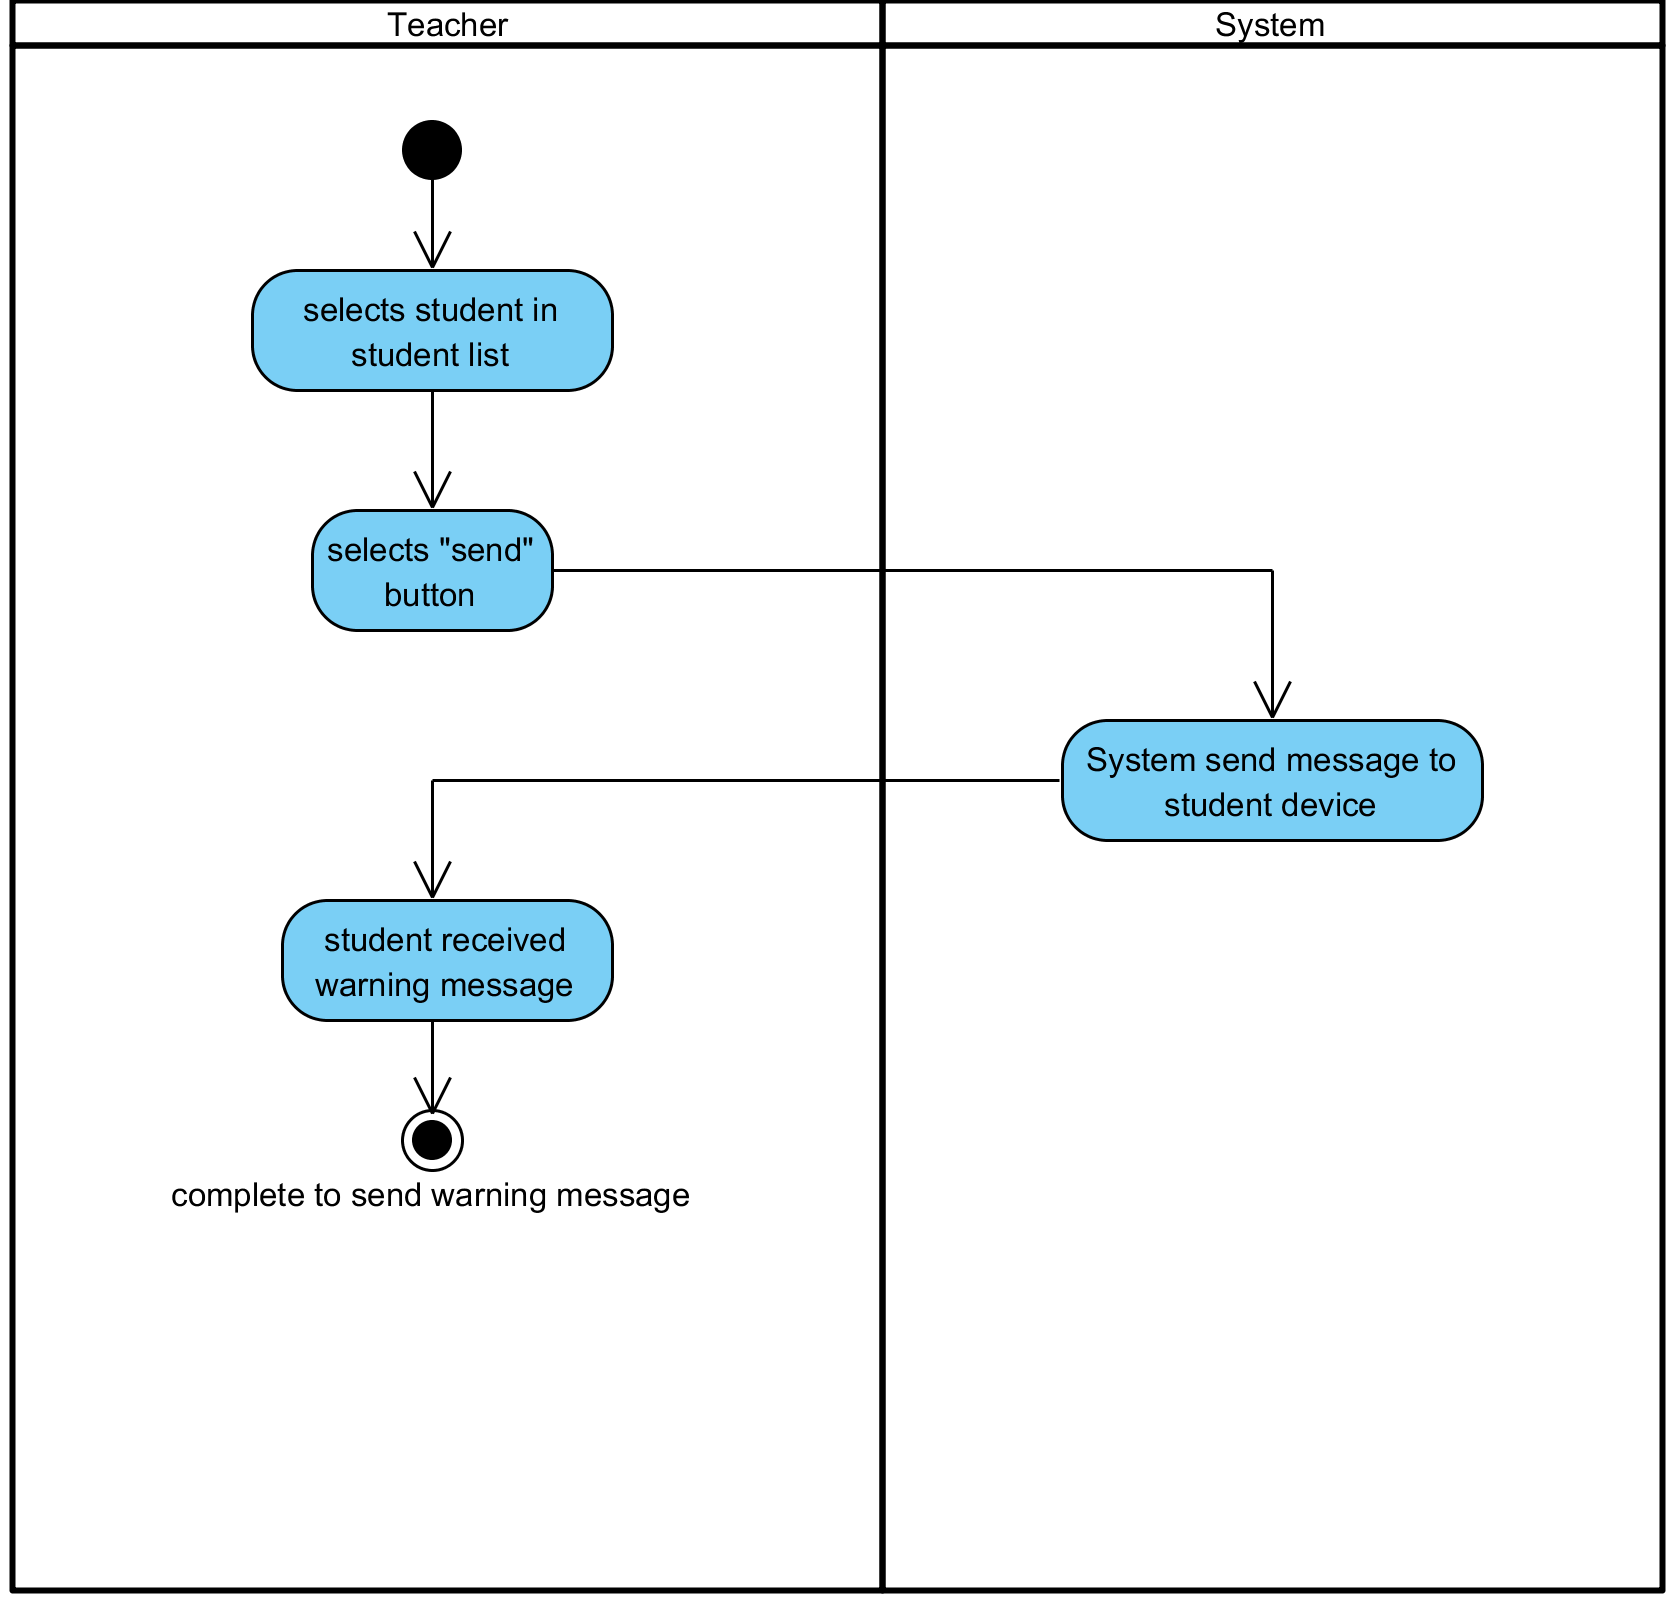 Teacher
System
selects student in
student list
selects "send"
button
System send message to
student device
student received
warning message
complete to send warning message